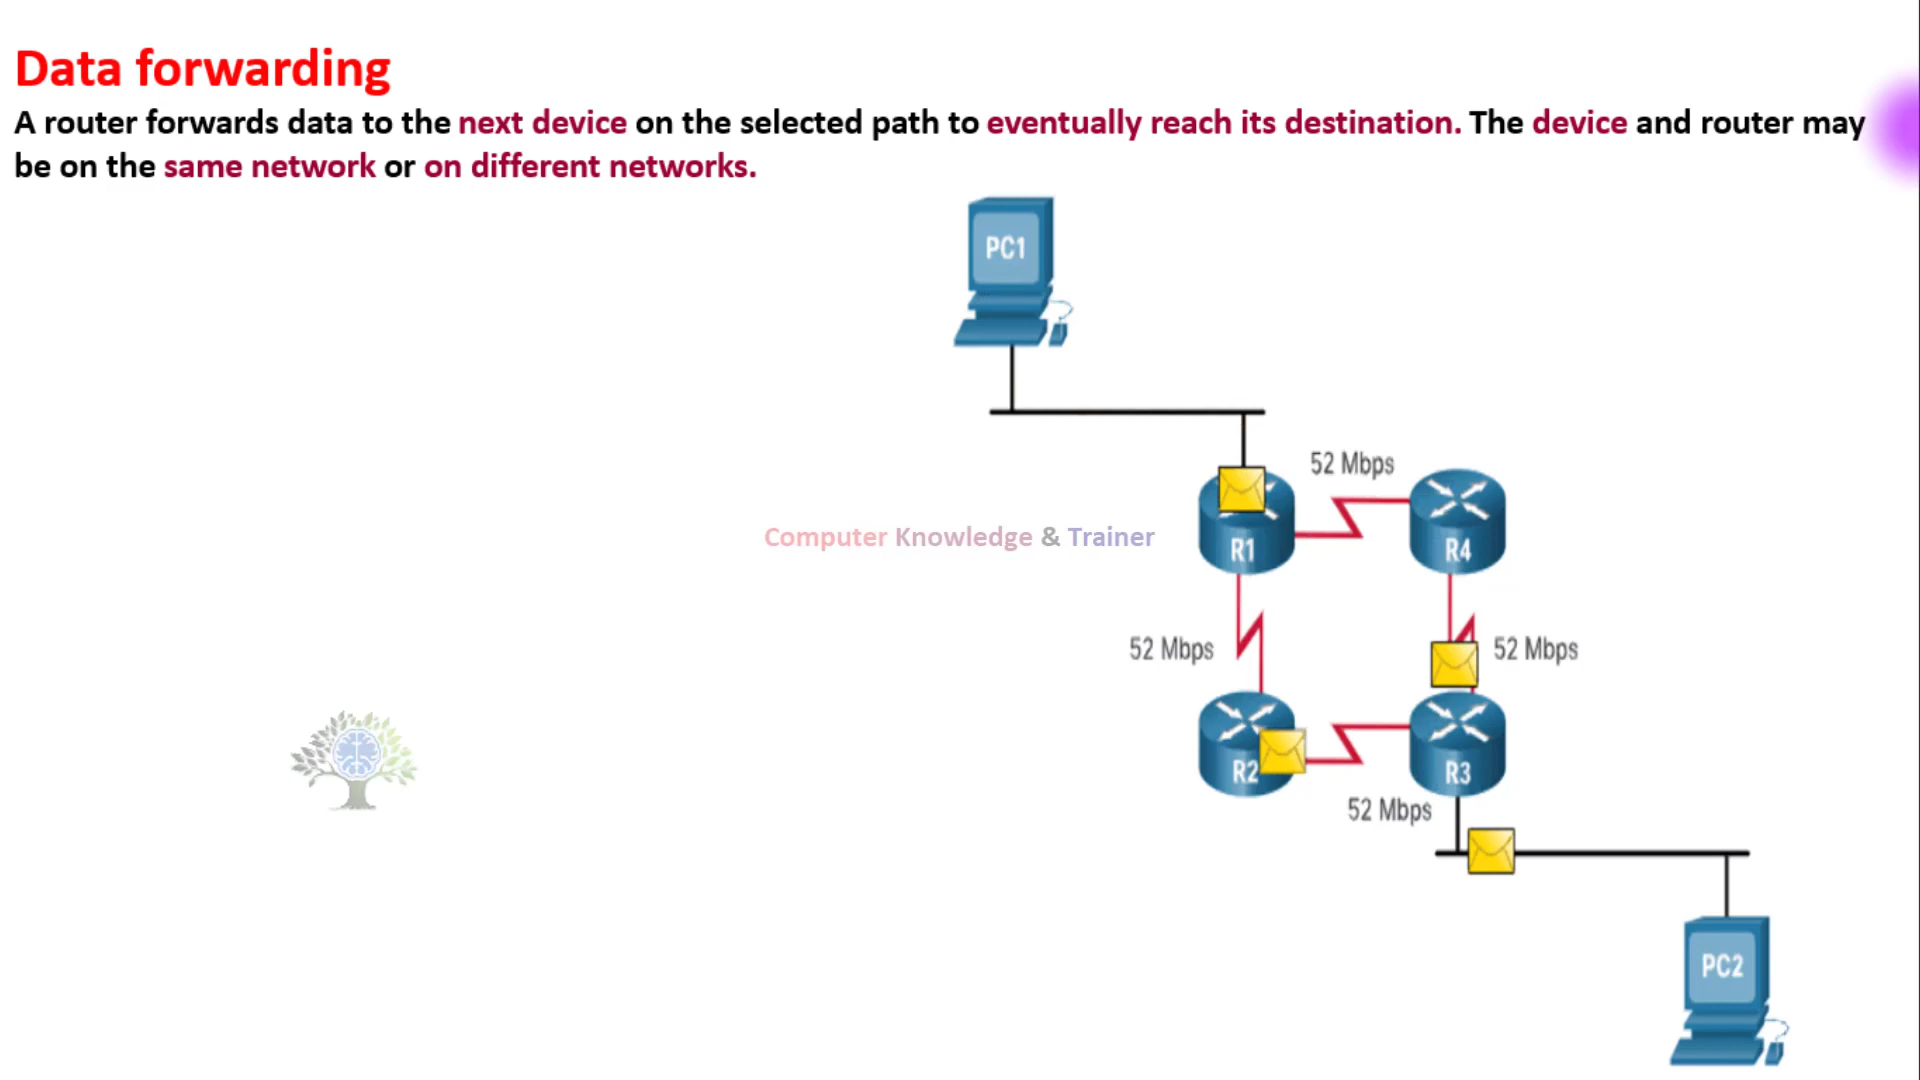 Data forwarding
A router forwards data to the next device on the selected path to eventually reach its destination. The device and router may
be on the same network or on different networks.
PC1
52 Mbps
Computer Knowledge & Trainer
R1
R4
52 Mbps
52 Mbps
R2
R3
52 Mbps
PC2